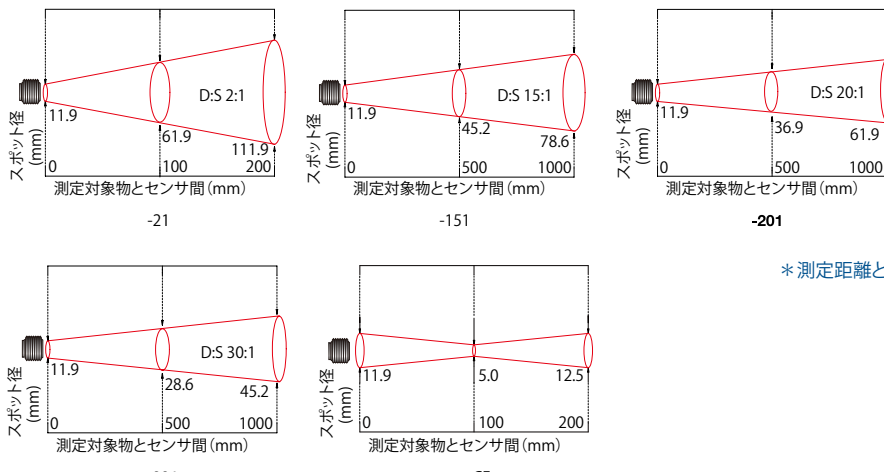 D:S 2:1
11.9
61.9
111.9
スポット径
(mm)
0
100
200
測定対象物とセンサ間(mm)
-21
D:S 15:1
11.9
45.2
78.6
スポット径
(mm)
0
500
1000
測定対象物とセンサ間(mm)
-151
D:S 20:1
11.9
36.9
61.9
スポット径
(mm)
0
500
1000
測定対象物とセンサ間(mm)
-201
*測定距離と
D:S 30:1
11.9
28.6
45.2
スポット径
(mm)
0
500
1000
測定対象物とセンサ間(mm)
11.9
5.0
12.5
スポット径
(mm)
0
100
200
測定対象物とセンサ間(mm)